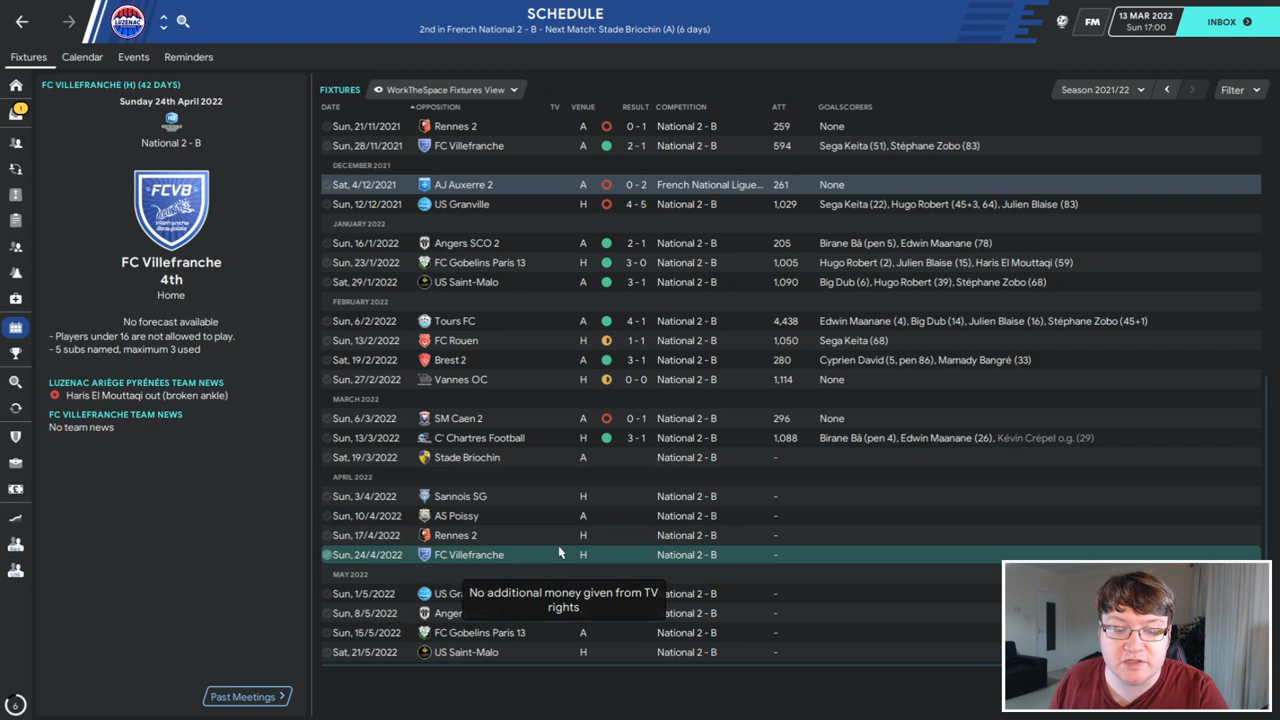 SCHEDULE
2nd in French National 2 - B - Next Match: Stade Briochin (A) (6 days)
LUZENAC
FM
13 MAR 2022
Sun 17:00
INBOX
Fixtures Calendar Events Reminders
FC VILLEFRANCHE (H) (42 DAYS)
Sunday 24th April 2022
National 2 - B
FCVB
Villefranche
Beaujolais
FC Villefranche
4th
Home
No forecast available
- Players under 16 are not allowed to play.
- 5 subs named, maximum 3 used
LUZENAC ARIÈGE PYRÉNÉES TEAM NEWS
Haris El Mouttaqi out (broken ankle)
FC VILLEFRANCHE TEAM NEWS
No team news
Past Meetings
6
1
FIXTURES WorkTheSpace Fixtures View Season 2021/22 Filter
DATE OPPOSITION TV VENUE RESULT COMPETITION ATT GOALSCORERS
Sun, 21/11/2021 Rennes 2 A 0 - 1 National 2 - B 259 None
Sun, 28/11/2021 FC Villefranche A 2 - 1 National 2 - B 594 Sega Keita (51), Stéphane Zobo (83)
DECEMBER 2021
Sat, 4/12/2021 AJ Auxerre 2 A 0 - 2 French National Ligue... 261 None
Sun, 12/12/2021 US Granville H 4 - 5 National 2 - B 1,029 Sega Keita (22), Hugo Robert (45+3, 64), Julien Blaise (83)
JANUARY 2022
Sun, 16/1/2022 Angers SCO 2 A 2 - 1 National 2 - B 205 Birane Bâ (pen 5), Edwin Maanane (78)
Sun, 23/1/2022 FC Gobelins Paris 13 H 3 - 0 National 2 - B 1,005 Hugo Robert (2), Julien Blaise (15), Haris El Mouttaqi (59)
Sat, 29/1/2022 US Saint-Malo A 3 - 1 National 2 - B 1,090 Big Dub (6), Hugo Robert (39), Stéphane Zobo (68)
FEBRUARY 2022
Sun, 6/2/2022 Tours FC A 4 - 1 National 2 - B 4,438 Edwin Maanane (4), Big Dub (14), Julien Blaise (16), Stéphane Zobo (45+1)
Sun, 13/2/2022 FC Rouen H 1 - 1 National 2 - B 1,050 Sega Keita (68)
Sat, 19/2/2022 Brest 2 A 3 - 1 National 2 - B 280 Cyprien David (5, pen 86), Mamady Bangré (33)
Sun, 27/2/2022 Vannes OC H 0 - 0 National 2 - B 1,114 None
MARCH 2022
Sun, 6/3/2022 SM Caen 2 A 0 - 1 National 2 - B 296 None
Sun, 13/3/2022 C' Chartres Football H 3 - 1 National 2 - B 1,088 Birane Bâ (pen 4), Edwin Maanane (26), Kévin Crépel o.g. (29)
Sat, 19/3/2022 Stade Briochin A National 2 - B -
APRIL 2022
Sun, 3/4/2022 Sannois SG H National 2 - B -
Sun, 10/4/2022 AS Poissy A National 2 - B -
Sun, 17/4/2022 Rennes 2 H National 2 - B -
Sun, 24/4/2022 FC Villefranche H National 2 - B -
MAY 2022
Sun, 1/5/2022 US Gr ational 2 - B -
Sun, 8/5/2022 Anger ational 2 - B -
No additional money given from TV
rights
Sun, 15/5/2022 FC Gobelins Paris 13 A National 2 - B -
Sat, 21/5/2022 US Saint-Malo H National 2 - B -